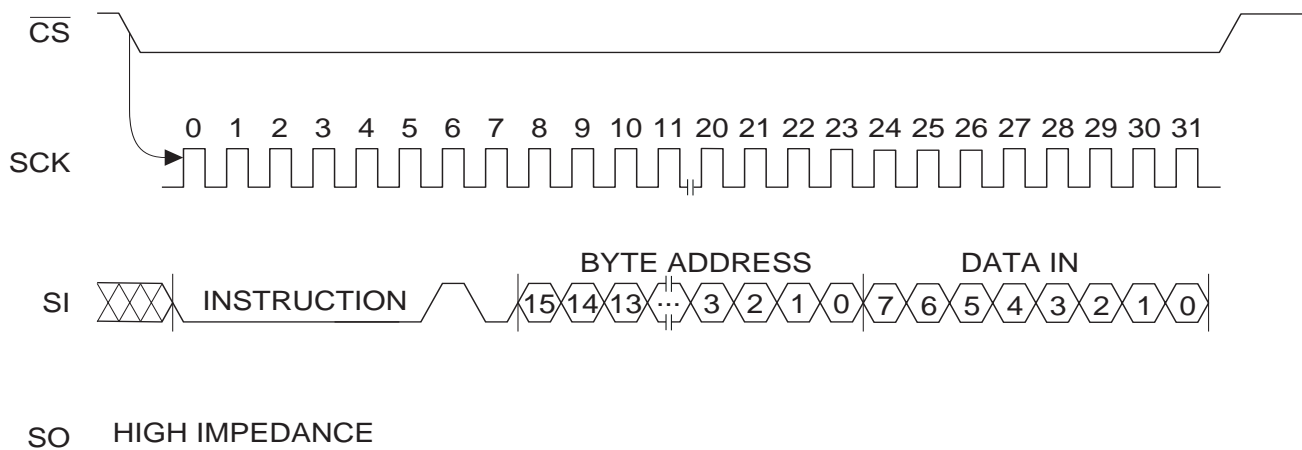 CS
0 1 2 3 4 5 6 7 8 9 10 11 20 21 22 23 24 25 26 27 28 29 30 31
SCK
BYTE ADDRESS DATA IN
SI INSTRUCTION 15 14 13 ... 3 2 1 0 7 6 5 4 3 2 1 0
SO HIGH IMPEDANCE